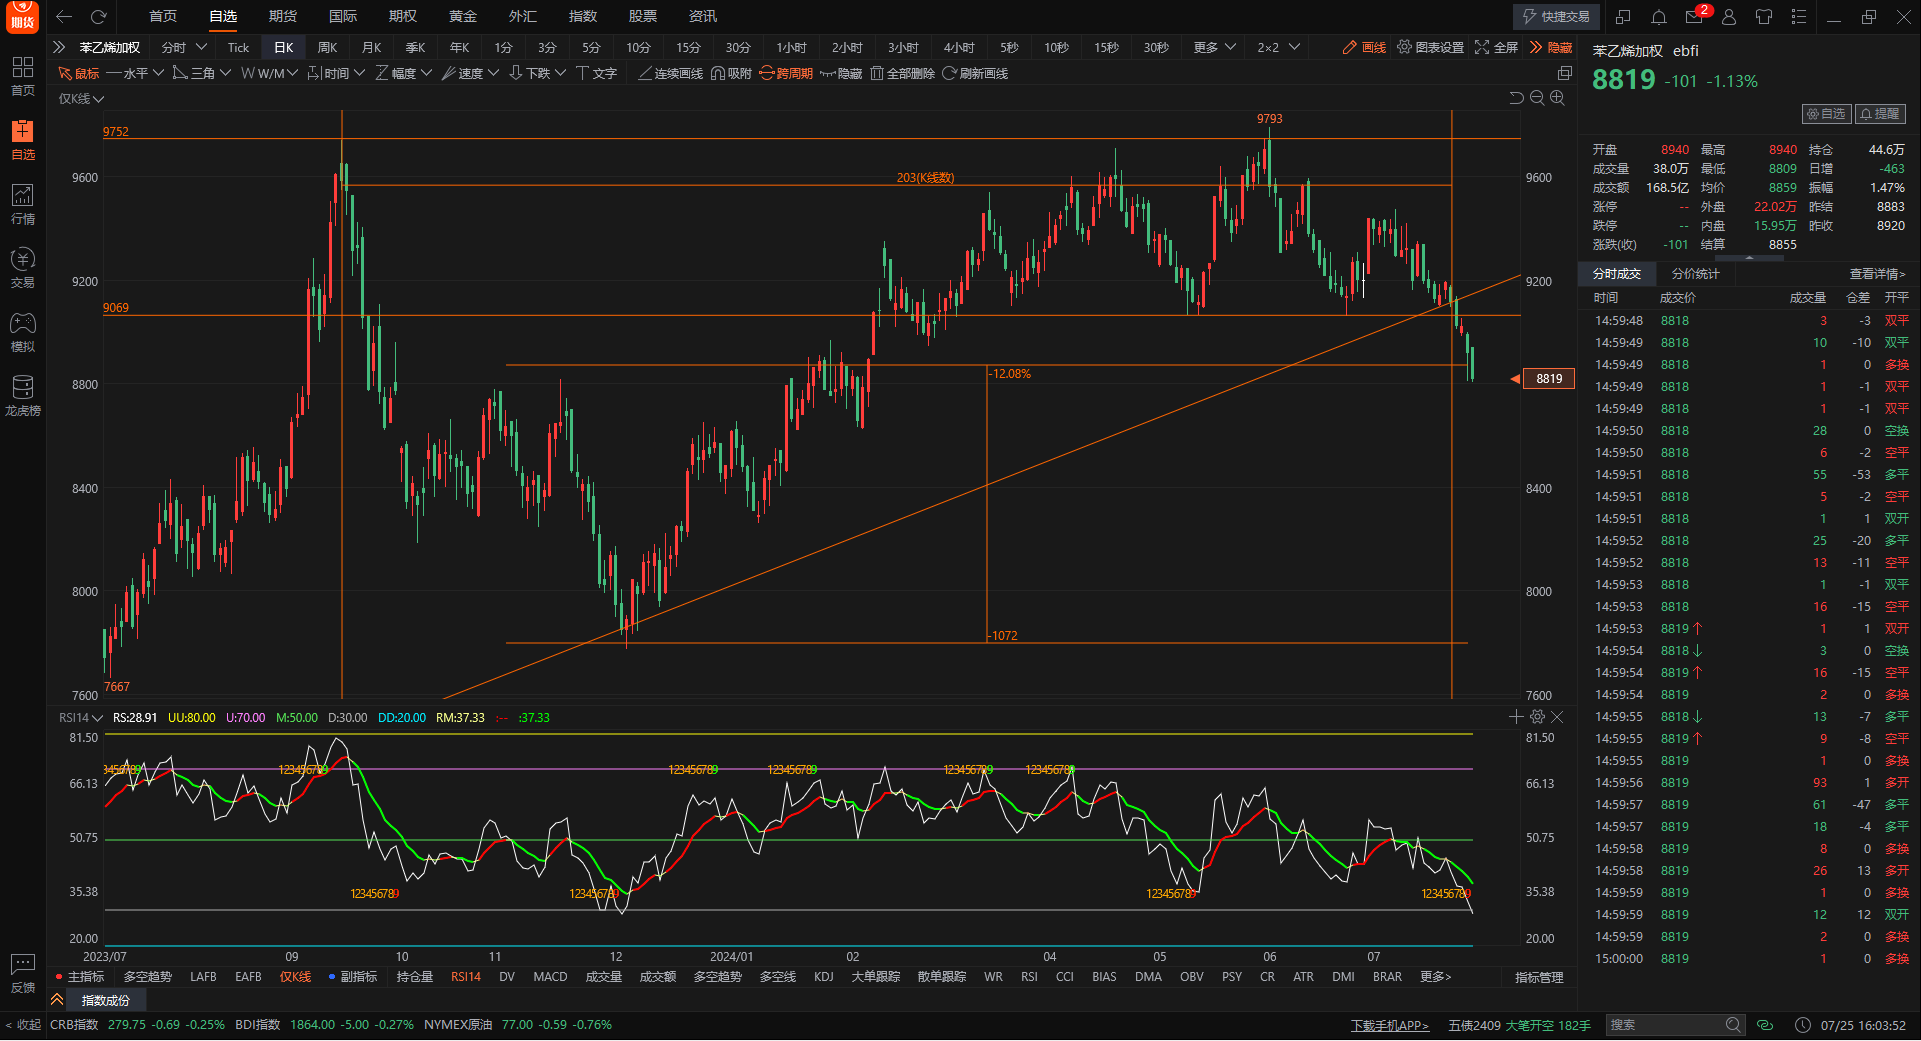 期货
首页 自选 期货 国际 期权 黄金 外汇 指数 股票 资讯
快捷交易 2
苯乙烯加权 分时 Tick 日K 周K 月K 季K 年K 1分 3分 5分 10分 15分 30分 1小时 2小时 3小时 4小时 5秒 10秒 15秒 30秒 更多 2×2 画线 图表设置 全屏 隐藏
鼠标 水平 三角 W/M 时间 幅度 速度 下跌 文字 连续画线 吸附 跨周期 隐藏 全部删除 刷新画线
仅K线
首页
自选
行情
交易
模拟
龙虎榜
反馈
< 收起
9752
9793
203(K线数)
9600 9600
9200 9200
9069
-12.08%
8800
8819
8400 8400
8000 8000
-1072
7667
7600 7600
RSI14 RS:28.91 UU:80.00 U:70.00 M:50.00 D:30.00 DD:20.00 RM:37.33 :-- :37.33
81.50 81.50
3456789 123456789 123456789 123456789 123456789 123456789
66.13 66.13
50.75 50.75
35.38 35.38
123456789 123456789 123456789 123456789
20.00 20.00
2023/07 09 10 11 12 2024/01 02 04 05 06 07
主指标 多空趋势 LAFB EAFB 仅K线 副指标 持仓量 RSI14 DV MACD 成交量 成交额 多空趋势 多空线 KDJ 大单跟踪 散单跟踪 WR RSI CCI BIAS DMA OBV PSY CR ATR DMI BRAR 更多> 指标管理
指数成份
CRB指数 279.75 -0.69 -0.25% BDI指数 1864.00 -5.00 -0.27% NYMEX原油 77.00 -0.59 -0.76% 下载手机APP> 五债2409 大笔开空 182手 搜索 07/25 16:03:52
苯乙烯加权 ebfi
8819 -101 -1.13%
自选 提醒
开盘 8940 最高 8940 持仓 44.6万
成交量 38.0万 最低 8809 日增 -463
成交额 168.5亿 均价 8859 振幅 1.47%
涨停 -- 外盘 22.02万 昨结 8883
跌停 -- 内盘 15.95万 昨收 8920
涨跌(收) -101 结算 8855
分时成交 分价统计 查看详情>
时间 成交价 成交量 仓差 开平
14:59:48 8818 3 -3 双平
14:59:49 8818 10 -10 双平
14:59:49 8818 1 0 多换
14:59:49 8818 1 -1 双平
14:59:49 8818 1 -1 双平
14:59:50 8818 28 0 空换
14:59:50 8818 6 -2 空平
14:59:51 8818 55 -53 多平
14:59:51 8818 5 -2 空平
14:59:51 8818 1 1 双开
14:59:52 8818 25 -20 多平
14:59:52 8818 13 -11 空平
14:59:53 8818 1 -1 双平
14:59:53 8818 16 -15 空平
14:59:53 8819↑ 1 1 双开
14:59:54 8818↓ 3 0 空换
14:59:54 8819↑ 16 -15 空平
14:59:54 8819 2 0 多换
14:59:55 8818↓ 13 -7 多平
14:59:55 8819↑ 9 -8 空平
14:59:55 8819 1 0 多换
14:59:56 8819 93 1 多开
14:59:57 8819 61 -47 多平
14:59:57 8819 18 -4 多平
14:59:58 8819 8 0 多换
14:59:58 8819 26 13 多开
14:59:59 8819 1 0 多换
14:59:59 8819 12 12 双开
14:59:59 8819 2 0 多换
15:00:00 8819 1 0 多换